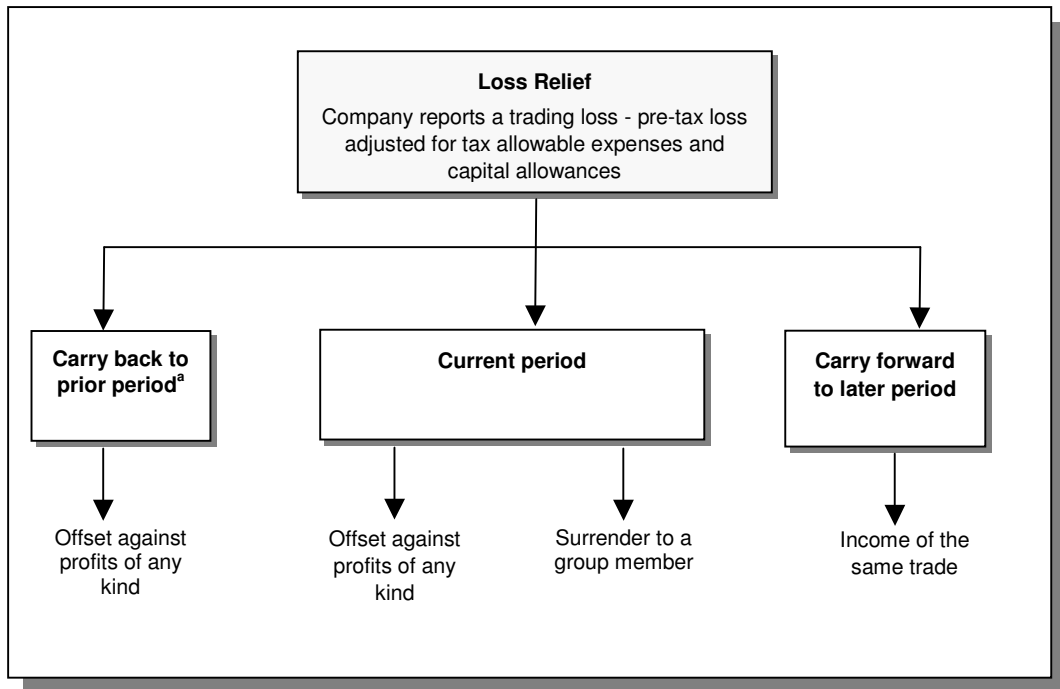 Loss Relief
Company reports a trading loss - pre-tax loss
adjusted for tax allowable expenses and
capital allowances
Carry back to
prior periodᵃ
Current period
Carry forward
to later period
Offset against
profits of any
kind
Offset against
profits of any
kind
Surrender to a
group member
Income of the
same trade